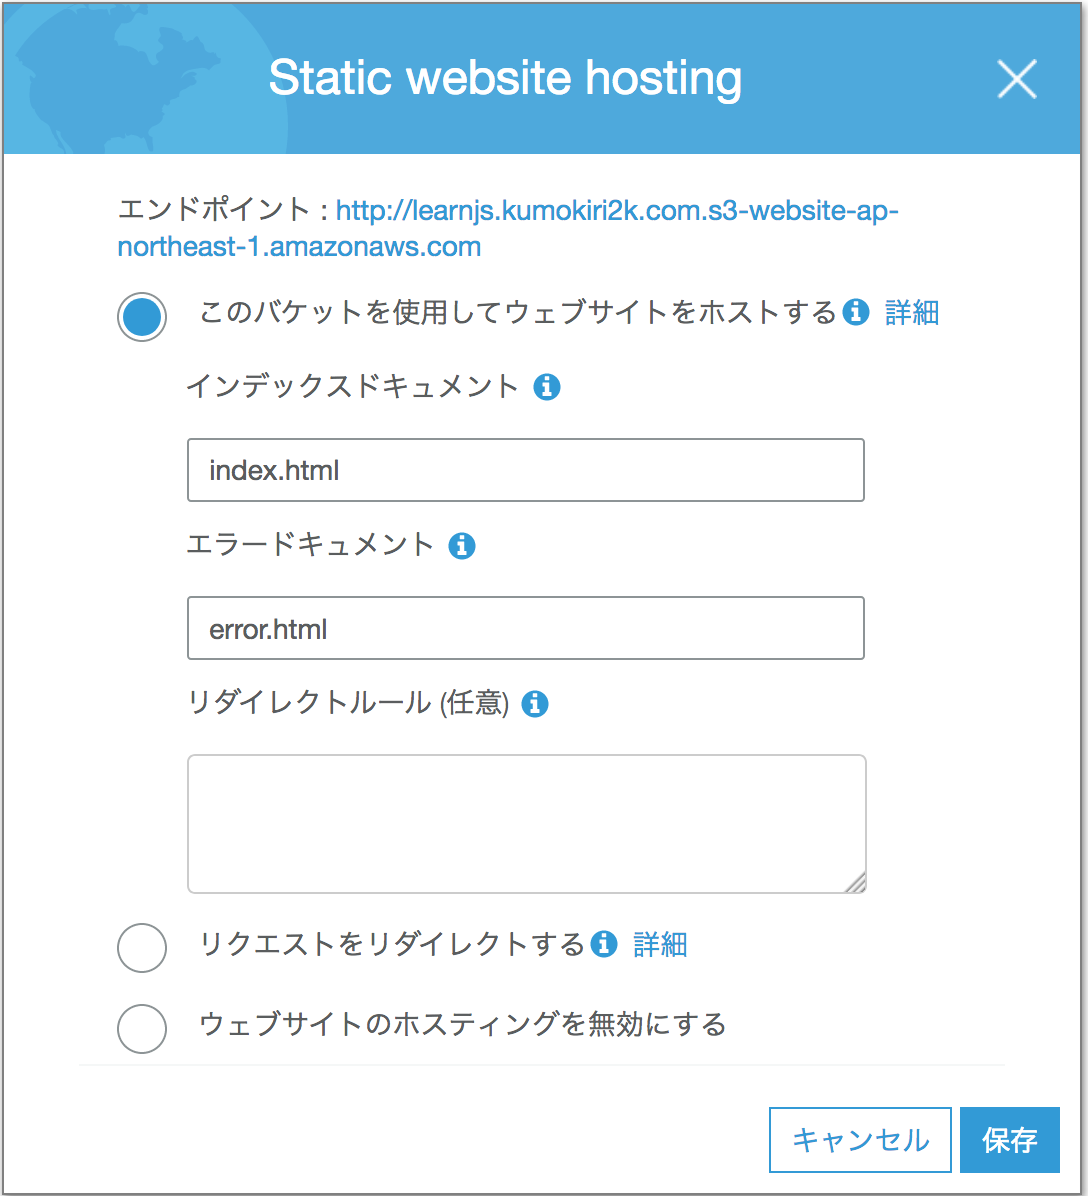 Static website hosting
エンドポイント : http://learnjs.kumokiri2k.com.s3-website-ap-
northeast-1.amazonaws.com
このバケットを使用してウェブサイトをホストする 詳細
インデックスドキュメント
index.html
エラードキュメント
error.html
リダイレクトルール (任意)
リクエストをリダイレクトする 詳細
ウェブサイトのホスティングを無効にする
キャンセル 保存